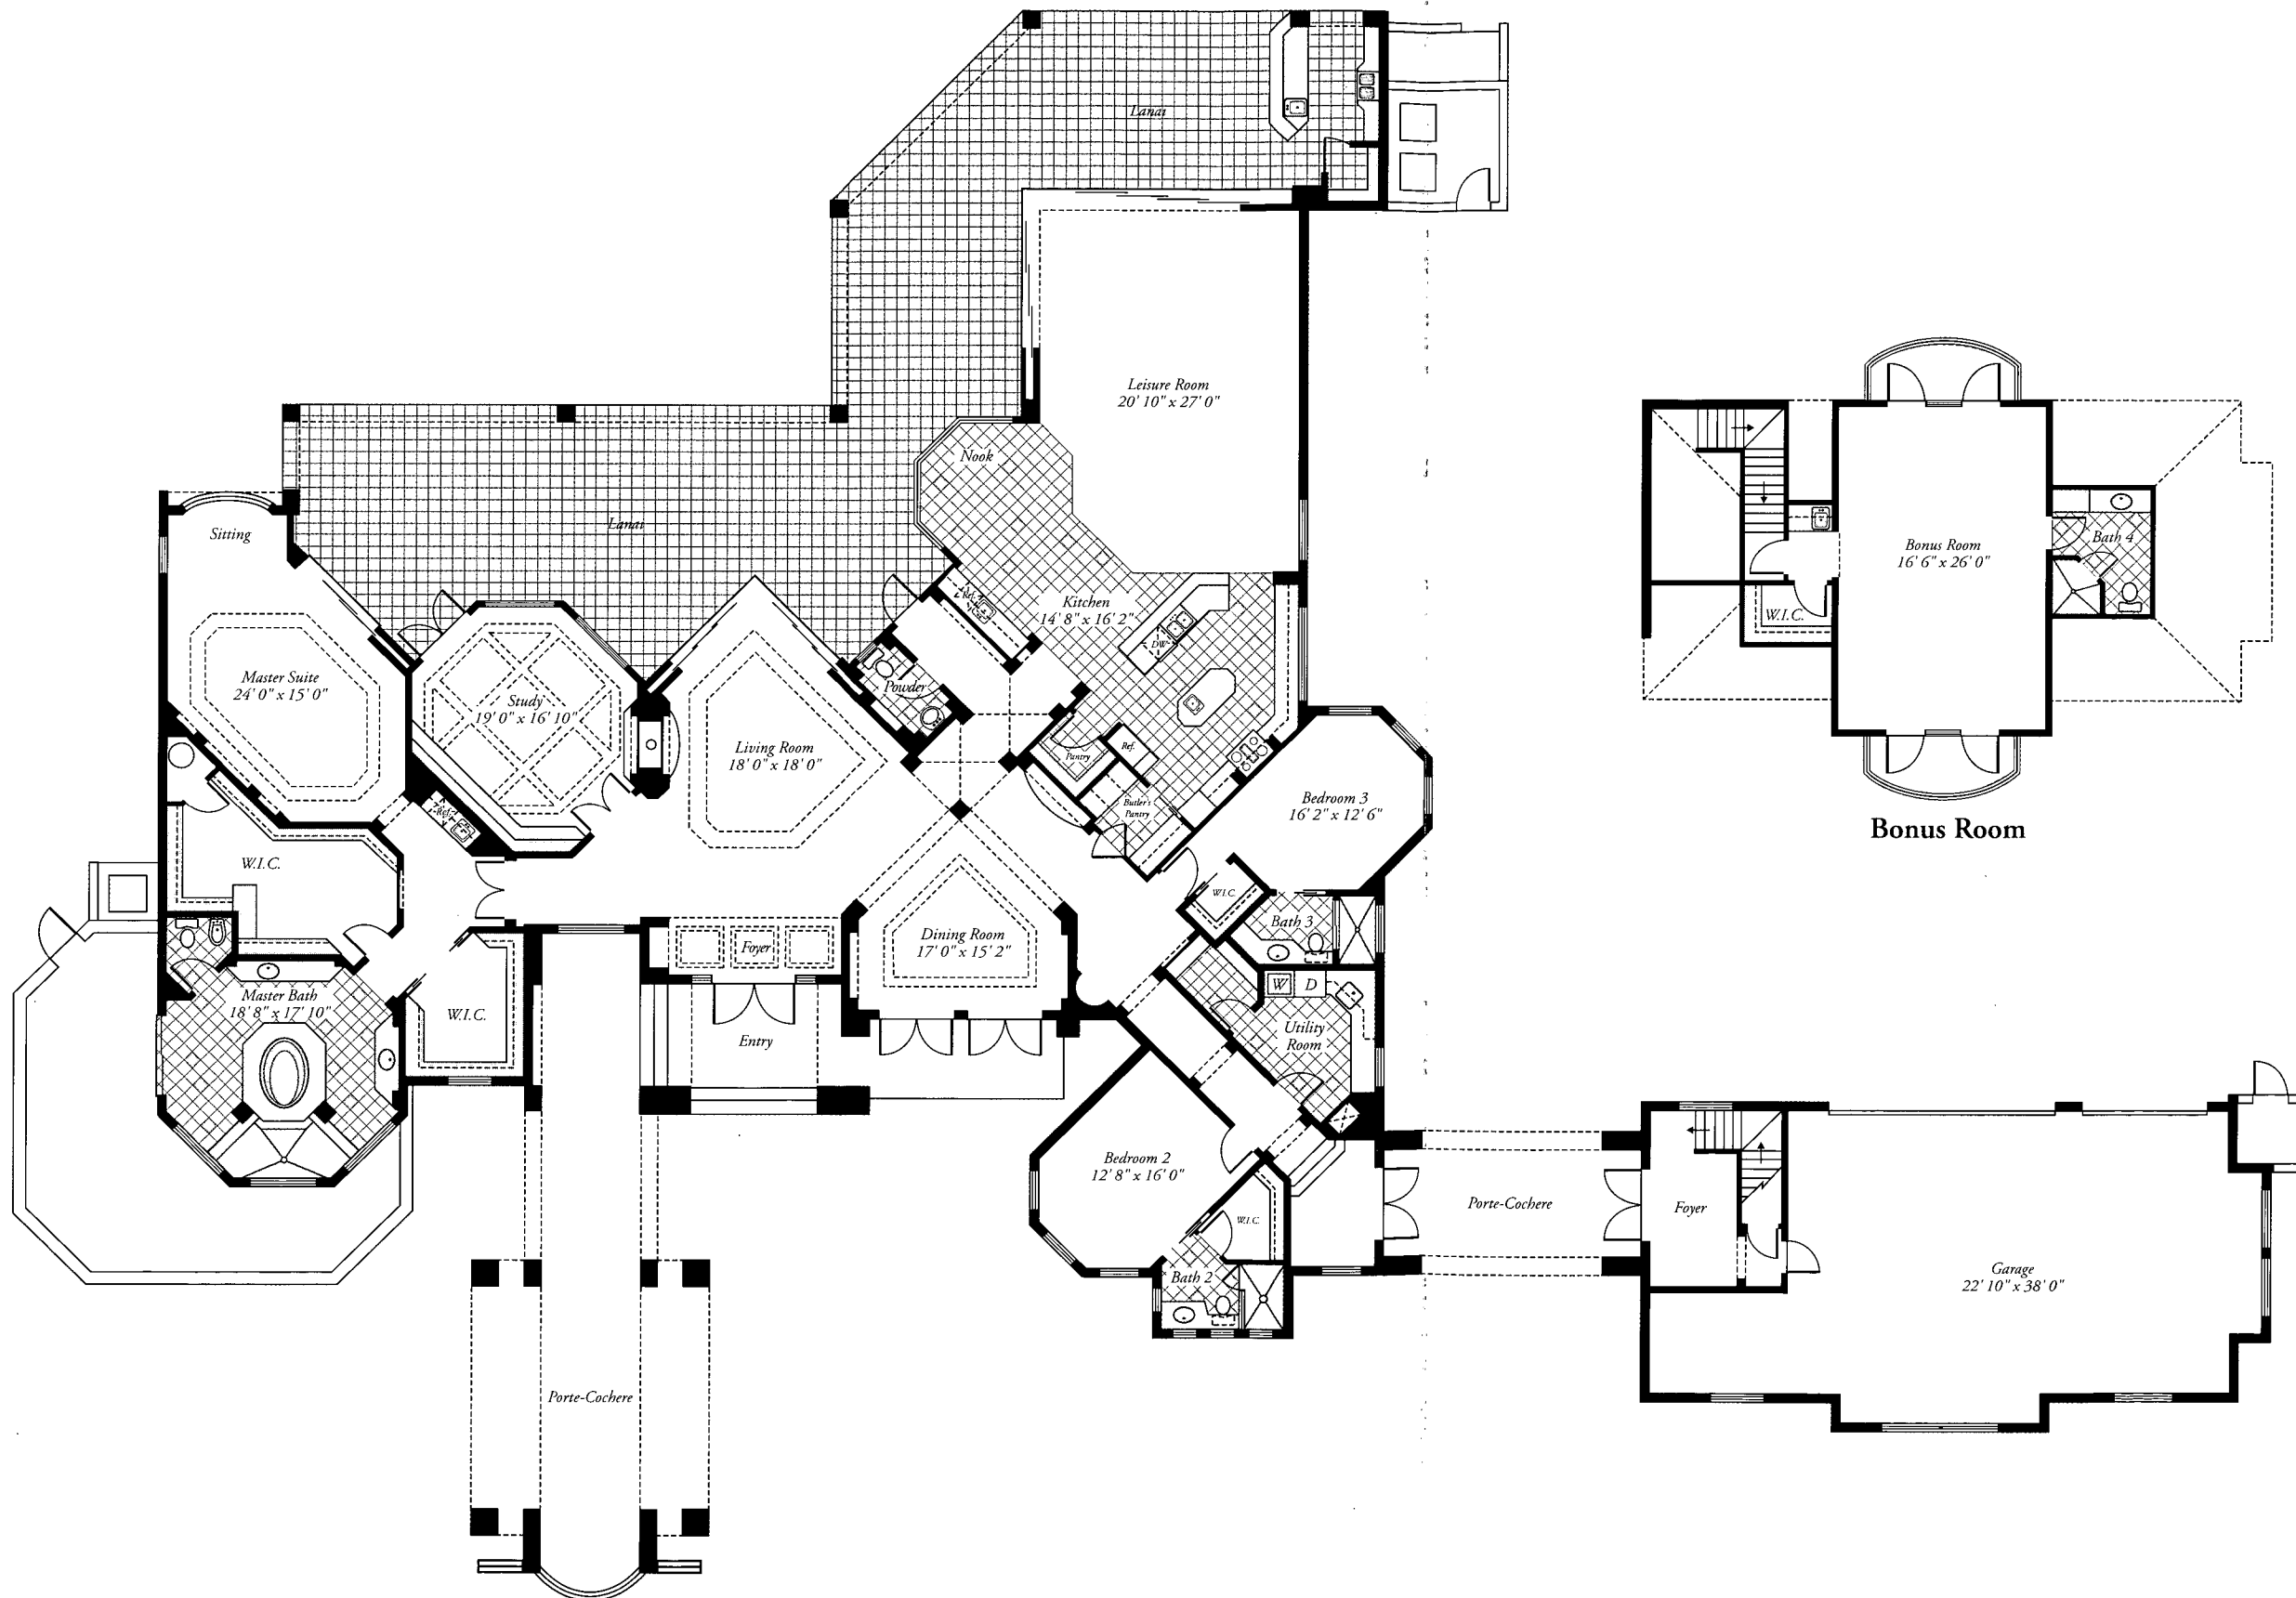 Lanai
Leisure Room
20' 10" x 27' 0"
Nook
Lanai
Sitting
Ref.
Kitchen
14' 8" x 16' 2"
DW
Master Suite
24' 0" x 15' 0"
Study
19' 0" x 16' 10"
Powder
Living Room
18' 0" x 18' 0"
Ref.
Pantry
Butler's
Pantry
Ref.
Bedroom 3
16' 2" x 12' 6"
W.I.C.
W.I.C.
Bath 3
Foyer
Dining Room
17' 0" x 15' 2"
W D
Master Bath
18' 8" x 17' 10"
W.I.C.
Entry
Utility
Room
Bedroom 2
12' 8" x 16' 0"
W.I.C.
Bath 2
Porte-Cochere
Foyer
Garage
22' 10" x 38' 0"
Porte-Cochere
Bonus Room
16' 6" x 26' 0"
Bath 4
W.I.C.
Bonus Room